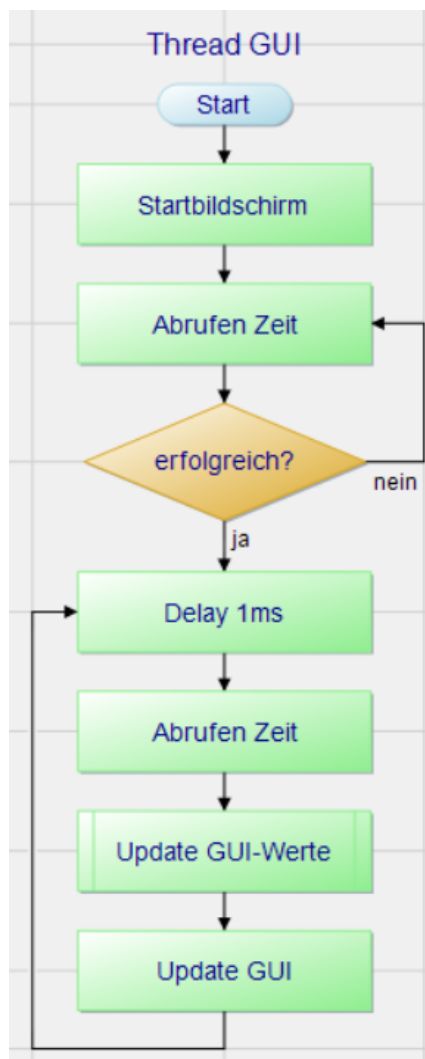 Thread GUI
Start
Startbildschirm
Abrufen Zeit
erfolgreich?
nein
ja
Delay 1ms
Abrufen Zeit
Update GUI-Werte
Update GUI